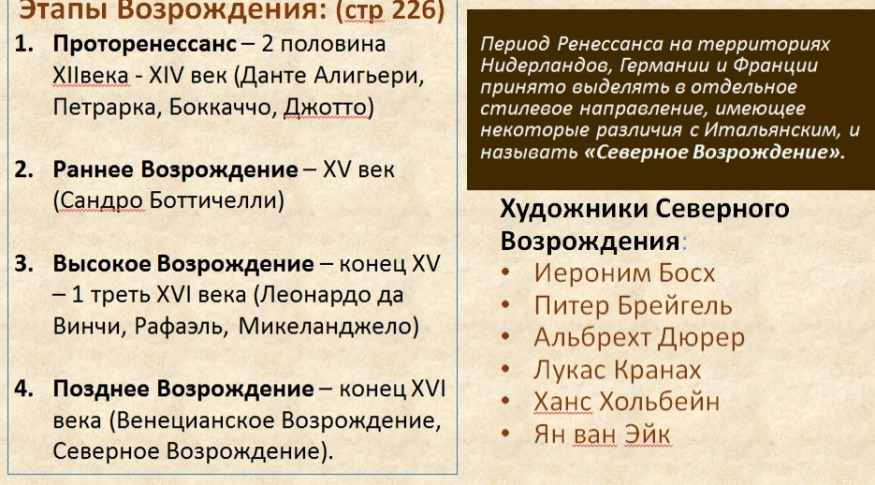 Этапы Возрождения: (стр 226)
1. Проторенессанс – 2 половина
XIIвека - XIV век (Данте Алигьери,
Петрарка, Боккаччо, Джотто)
2. Раннее Возрождение – XV век
(Сандро Боттичелли)
3. Высокое Возрождение – конец XV
– 1 треть XVI века (Леонардо да
Винчи, Рафаэль, Микеланджело)
4. Позднее Возрождение – конец XVI
века (Венецианское Возрождение,
Северное Возрождение).
Период Ренессанса на территориях
Нидерландов, Германии и Франции
принято выделять в отдельное
стилевое направление, имеющее
некоторые различия с Итальянским, и
называть «Северное Возрождение».
Художники Северного
Возрождения:
• Иероним Босх
• Питер Брейгель
• Альбрехт Дюрер
• Лукас Кранах
• Ханс Хольбейн
• Ян ван Эйк